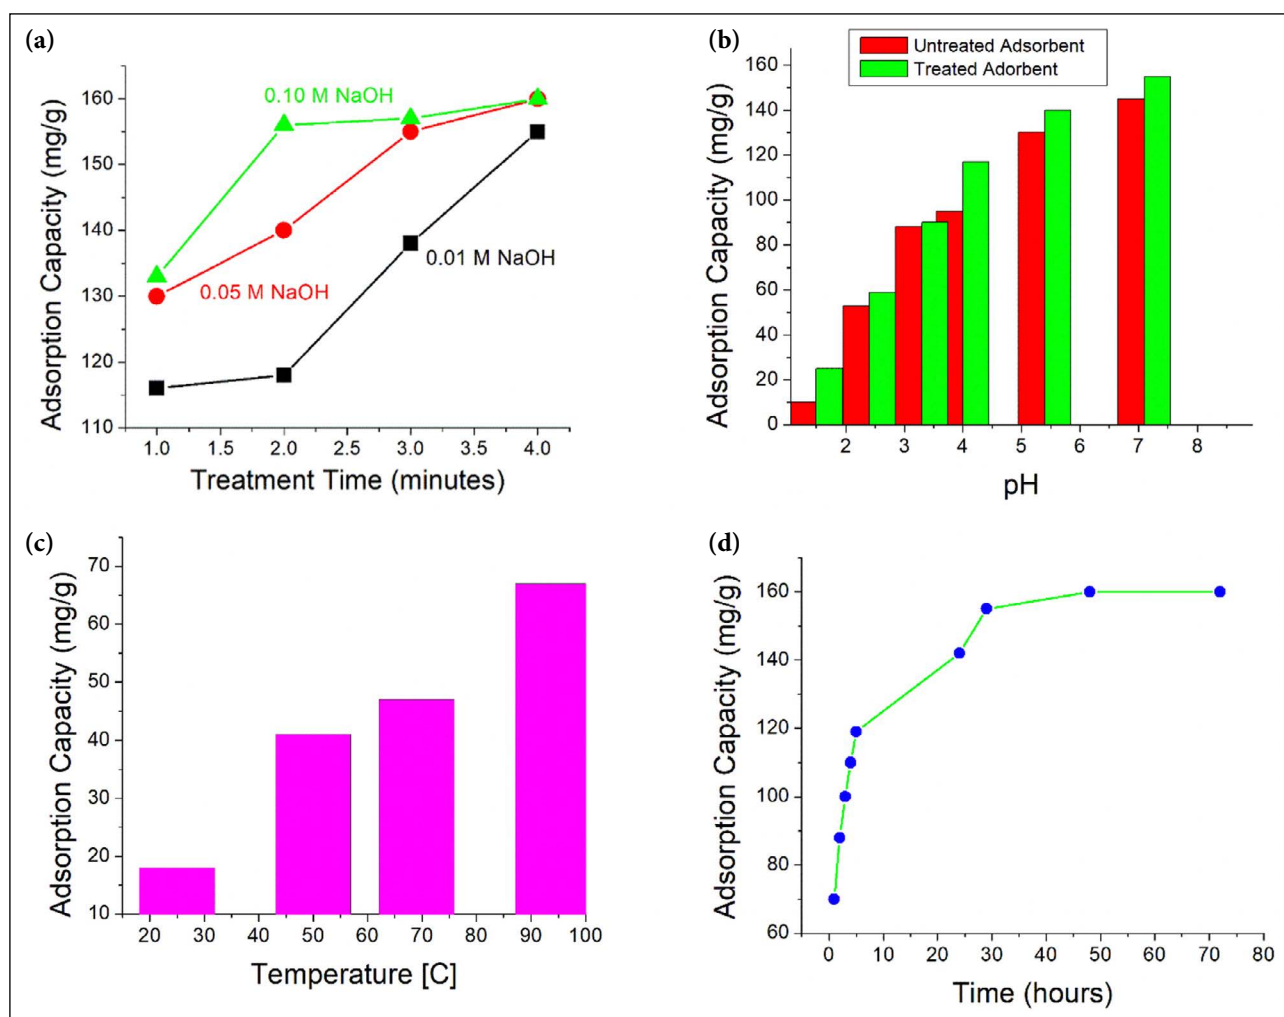 (a)
Adsorption Capacity (mg/g)
160
150
140
130
120
110
0.10 M NaOH
0.05 M NaOH
0.01 M NaOH
1.0 1.5 2.0 2.5 3.0 3.5 4.0
Treatment Time (minutes)
(b)
Untreated Adsorbent
Treated Adorbent
Adsorption Capacity (mg/g)
160
140
120
100
80
60
40
20
0
2 3 4 5 6 7 8
pH
(c)
Adsorption Capacity (mg/g)
70
60
50
40
30
20
10
20 30 40 50 60 70 80 90 100
Temperature [C]
(d)
Adsorption Capacity (mg/g)
160
140
120
100
80
60
0 10 20 30 40 50 60 70 80
Time (hours)